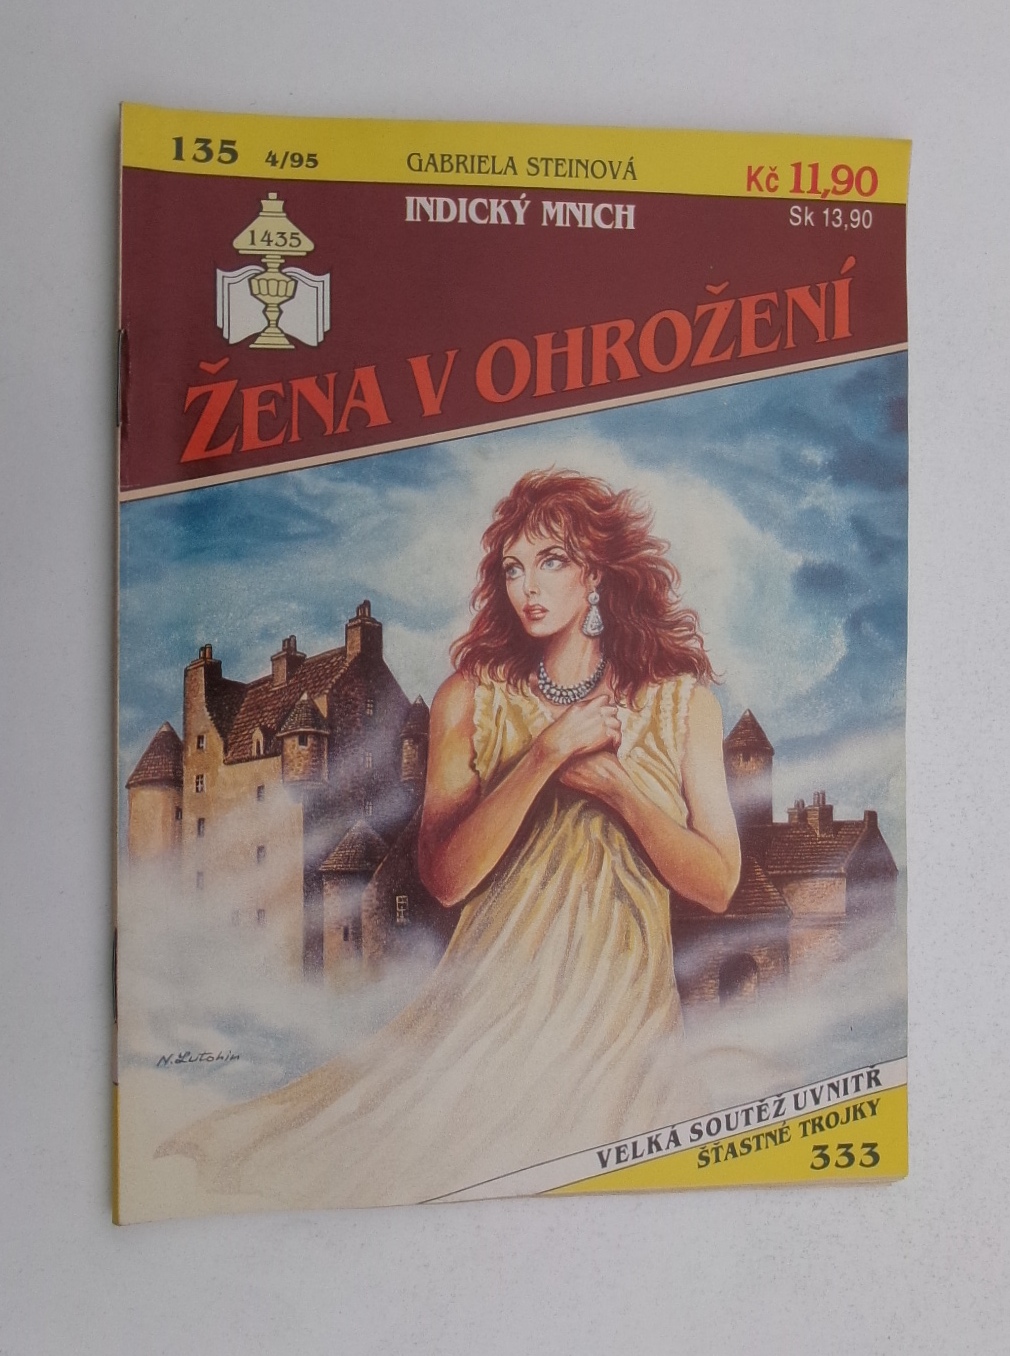 135 4/95
GABRIELA STEINOVÁ
Kč 11,90
INDICKÝ MNICH
Sk 13,90
1435
ŽENA V OHROŽENÍ
N. Lutohin
VELKÁ SOUTĚŽ UVNITŘ
ŠŤASTNÉ TROJKY
333